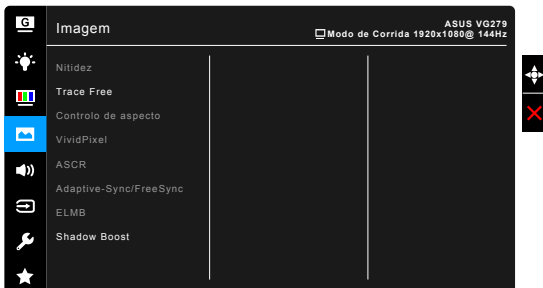 G
Imagem
ASUS VG279
Modo de Corrida 1920x1080@ 144Hz
Nitidez
Trace Free
Controlo de aspecto
VividPixel
ASCR
Adaptive-Sync/FreeSync
ELMB
Shadow Boost